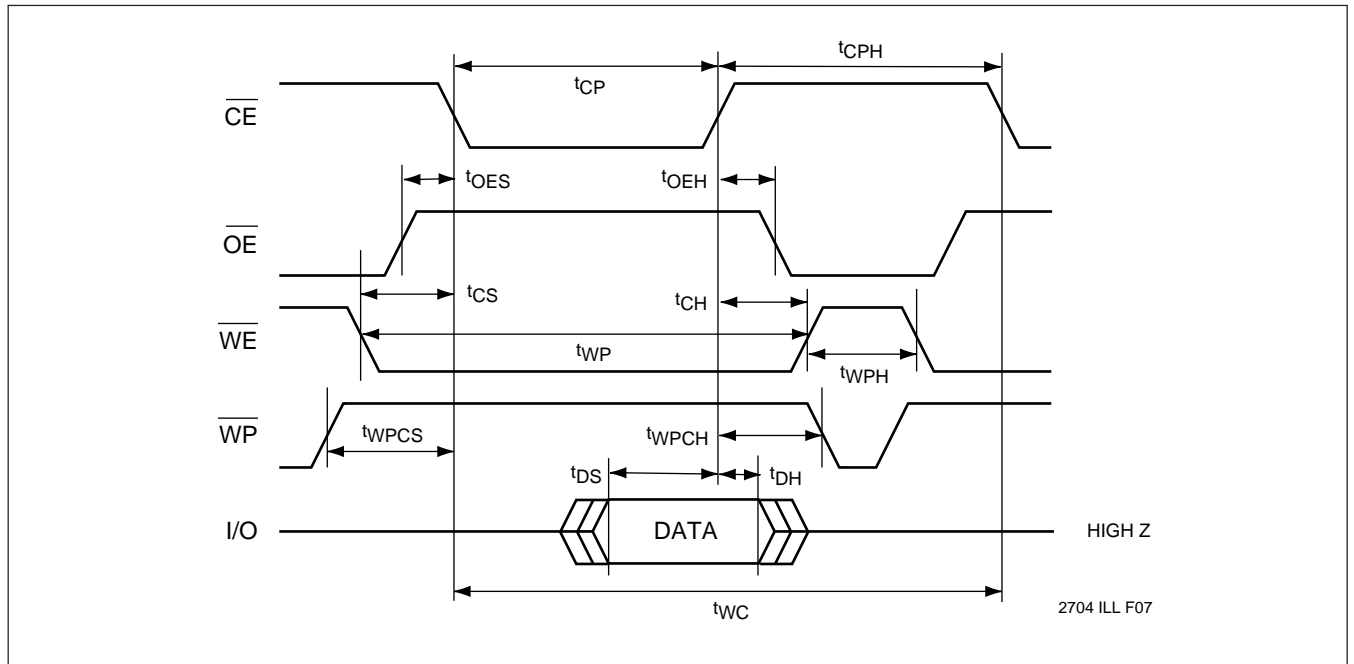 tCPH
tCP
CE
tOES
tOEH
OE
tCS
tCH
WE
tWP
tWPH
WP
tWPCS
tWPCH
tDS
tDH
I/O
DATA
HIGH Z
tWC
2704 ILL F07